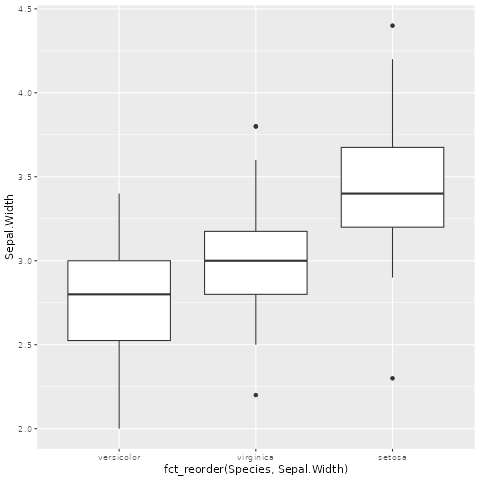 4.5
4.0
3.5
3.0
2.5
2.0
Sepal.Width
versicolor virginica setosa
fct_reorder(Species, Sepal.Width)